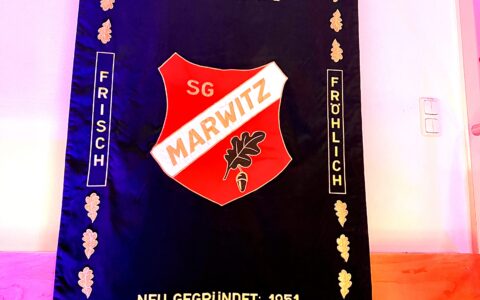 FRISCH
SG
MARWITZ
FRÖHLICH
NEU GEGRÜNDET: 1951